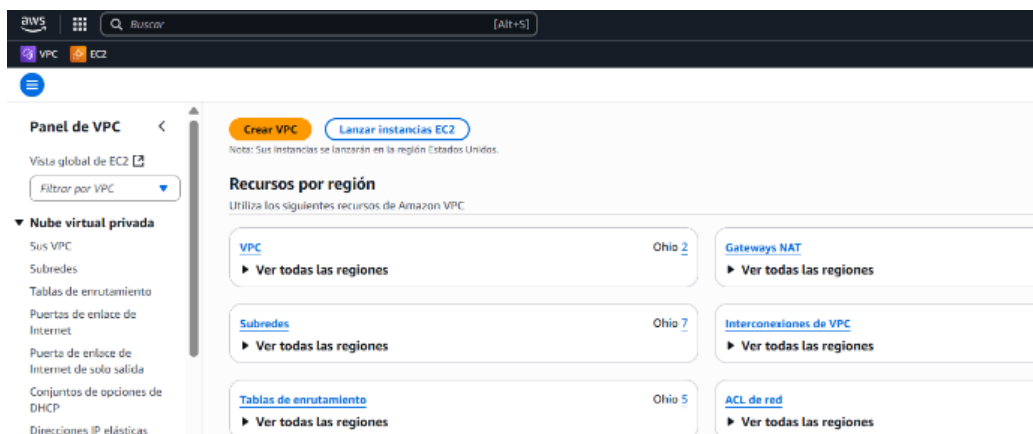 aws
Buscar [Alt+S]
VPC EC2
Panel de VPC
Vista global de EC2
Filtrar por VPC
Nube virtual privada
Sus VPC
Subredes
Tablas de enrutamiento
Puertas de enlace de
Internet
Puerta de enlace de
Internet de solo salida
Conjuntos de opciones de
DHCP
Direcciones IP elásticas
Crear VPC
Lanzar instancias EC2
Nota: Sus instancias se lanzarán en la región Estados Unidos.
Recursos por región
Utiliza los siguientes recursos de Amazon VPC
VPC Ohio 2
Ver todas las regiones
Gateways NAT
Ver todas las regiones
Subredes Ohio 7
Ver todas las regiones
Interconexiones de VPC
Ver todas las regiones
Tablas de enrutamiento Ohio 5
Ver todas las regiones
ACL de red
Ver todas las regiones